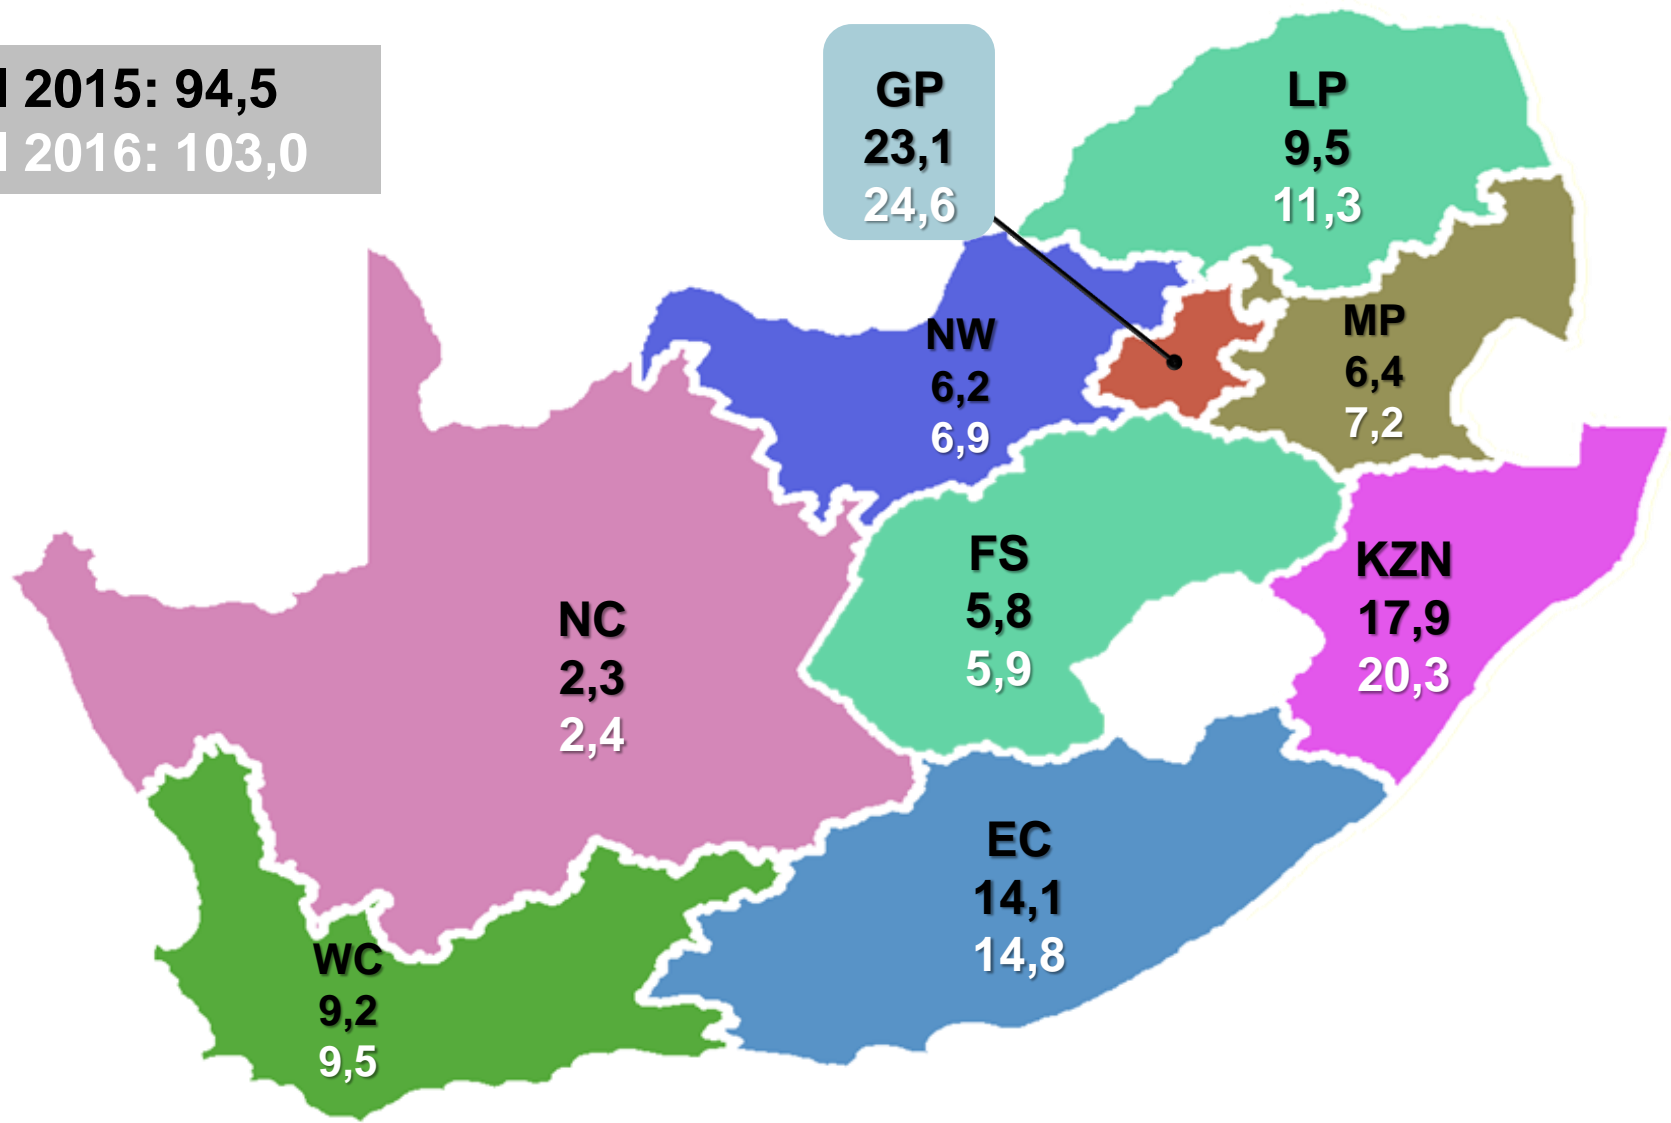 2015: 94,5
2016: 103,0
GP
23,1
24,6
LP
9,5
11,3
NW
6,2
6,9
MP
6,4
7,2
FS
5,8
5,9
KZN
17,9
20,3
NC
2,3
2,4
EC
14,1
14,8
WC
9,2
9,5